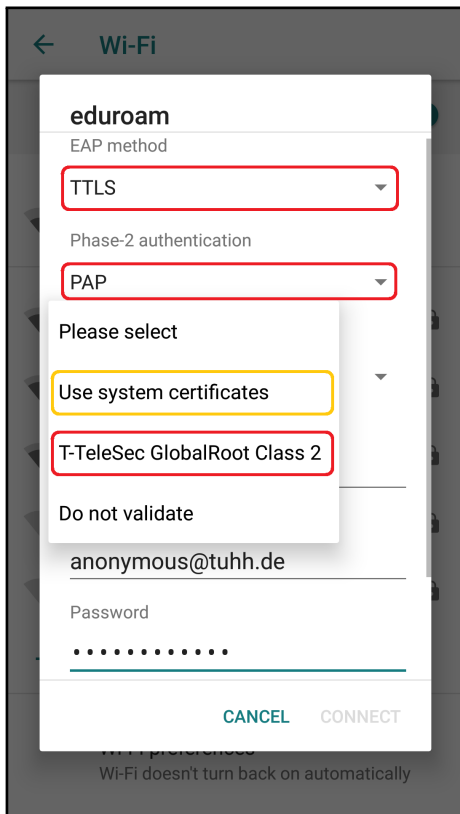 Wi-Fi
eduroam
EAP method
TTLS
Phase-2 authentication
PAP
Please select
Use system certificates
T-TeleSec GlobalRoot Class 2
Do not validate
anonymous@tuhh.de
Password
••••••••••••
CANCEL CONNECT
Wi-Fi preferences
Wi-Fi doesn't turn back on automatically